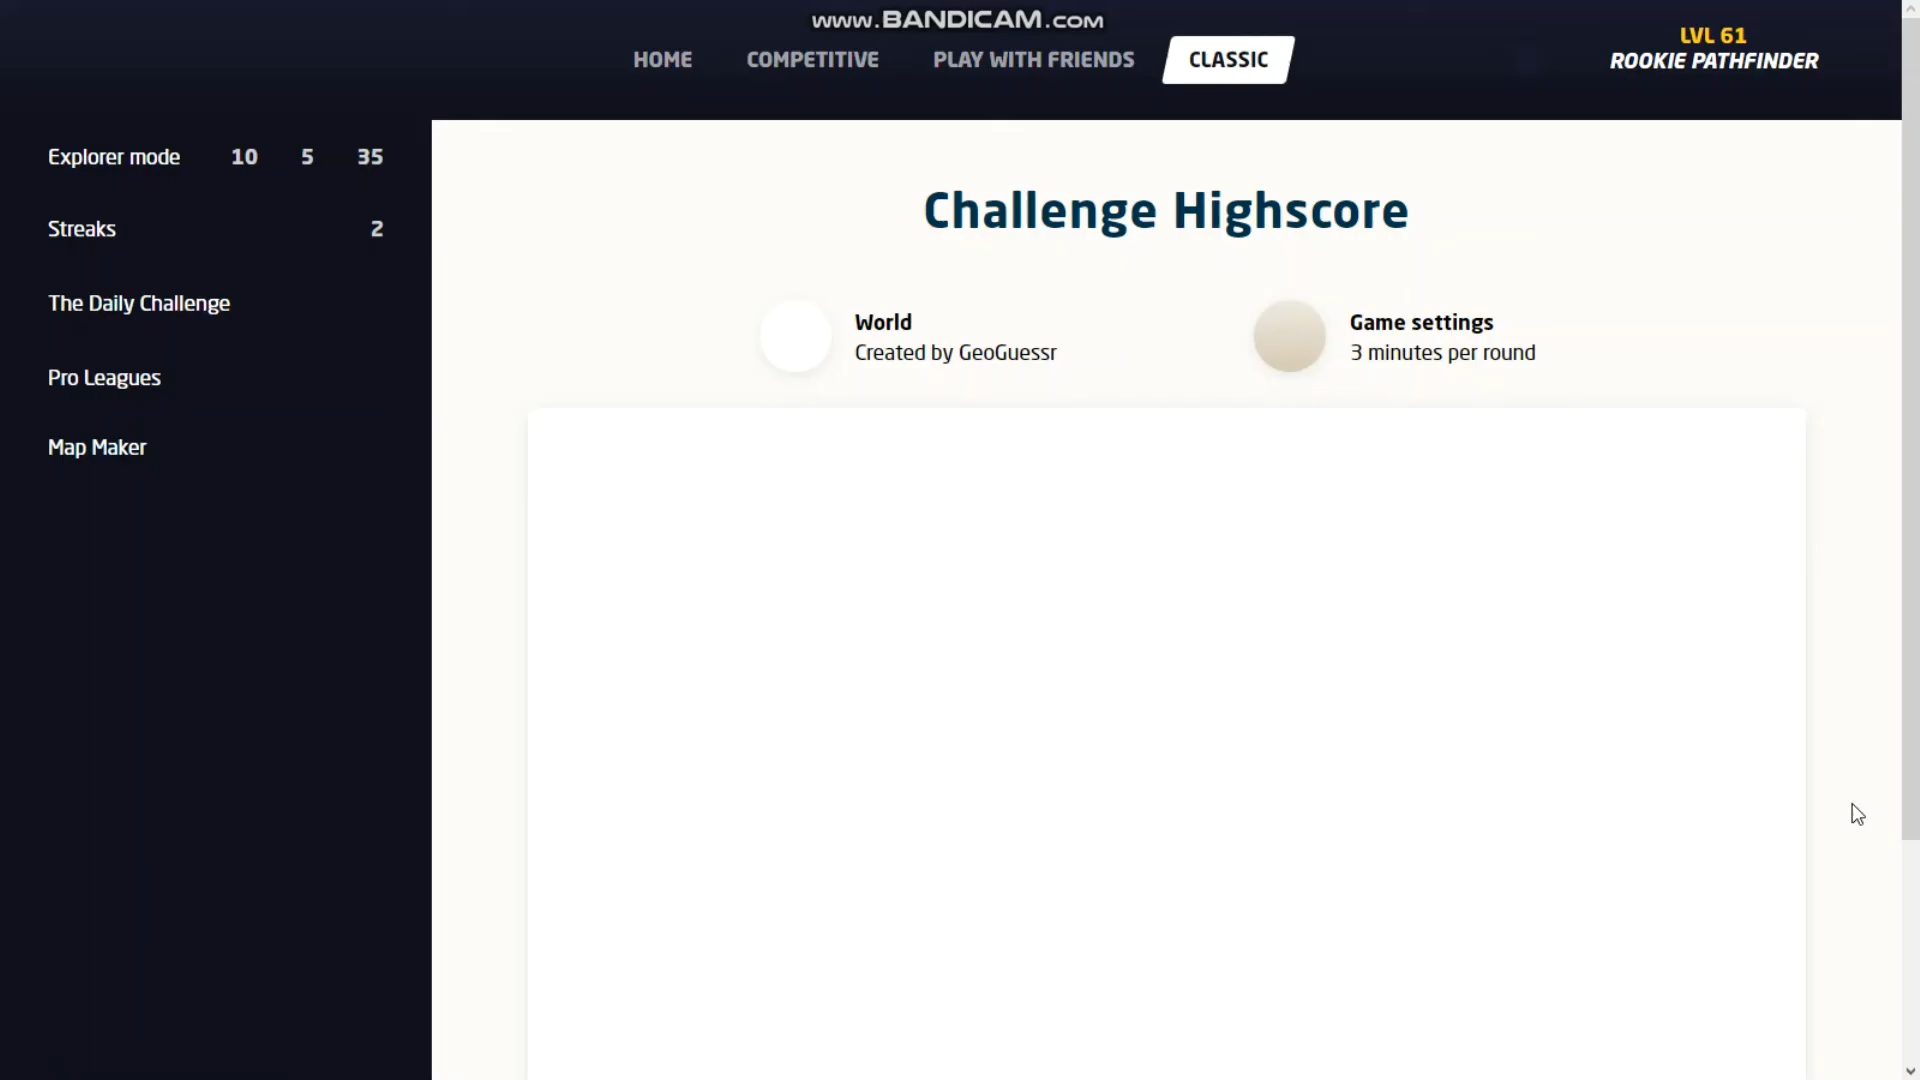 www.BANDICAM.com
HOME COMPETITIVE PLAY WITH FRIENDS CLASSIC
LVL 61
ROOKIE PATHFINDER
Explorer mode 10 5 35
Streaks 2
The Daily Challenge
Pro Leagues
Map Maker
Challenge Highscore
World
Created by GeoGuessr
Game settings
3 minutes per round